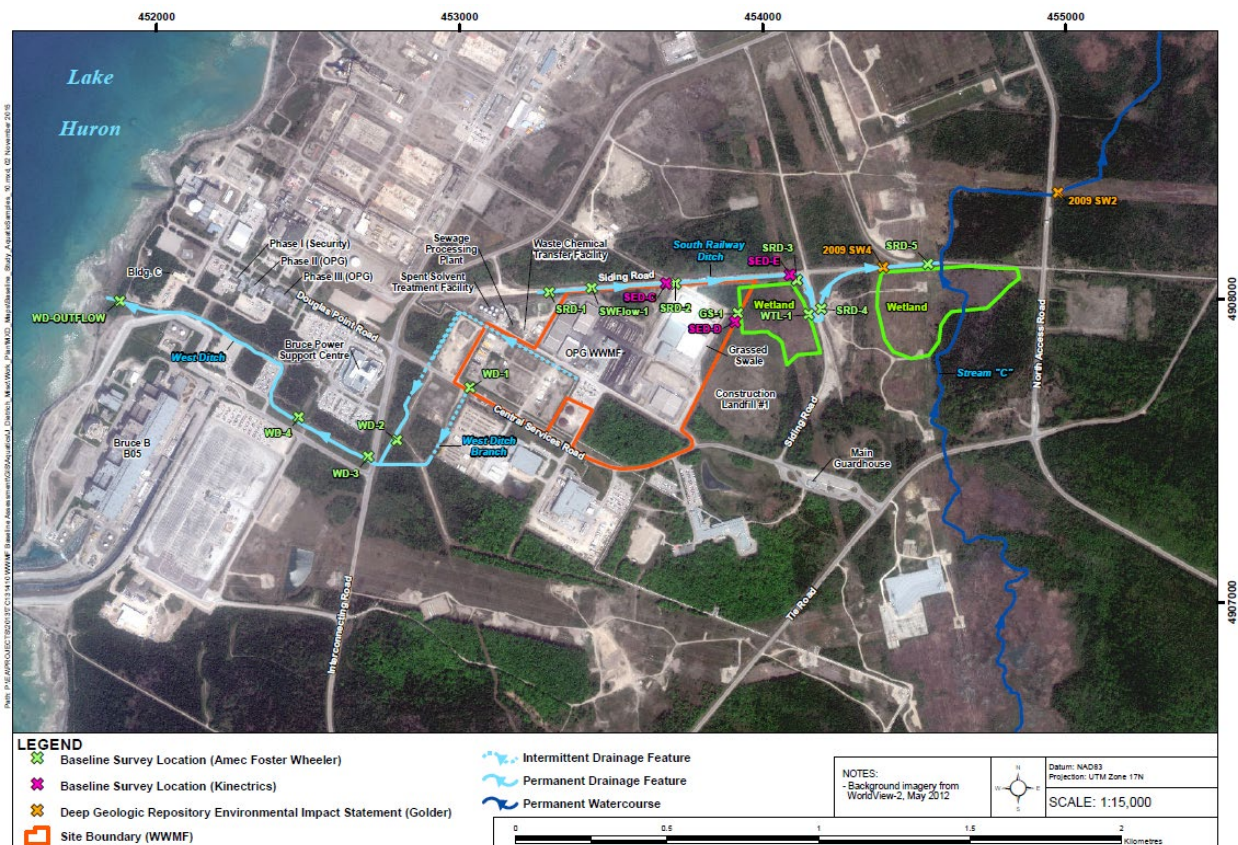 452000
453000
454000
455000
Lake
Huron
Phase I (Security)
Phase II (OPG)
Phase III (OPG)
Bldg. C
Sewage
Processing
Plant
Waste Chemical
Transfer Facility
Spent Solvent
Treatment Facility
Siding Road
South Railway
Ditch
SRD-3
SED-E
2009 SW4
SRD-5
2009 SW2
WD-OUTFLOW
Douglas Point Road
SRD-1
SWFlow-1
SED-C
SRD-2
GS-1
SED-D
Wetland
WTL-1
SRD-4
Wetland
4908000
West Ditch
Bruce Power
Support Centre
OPG WWMF
Grassed
Swale
North Access Road
Stream "C"
WD-1
Construction
Landfill #1
Siding Road
Central Services Road
WD-4
WD-2
West Ditch
Branch
Bruce B
B05
WD-3
Main
Guardhouse
Interconnecting Road
Tie Road
4907000
LEGEND
Baseline Survey Location (Amec Foster Wheeler)
Baseline Survey Location (Kinectrics)
Deep Geologic Repository Environmental Impact Statement (Golder)
Site Boundary (WWMF)
Intermittent Drainage Feature
Permanent Drainage Feature
Permanent Watercourse
NOTES:
- Background imagery from
WorldView-2, May 2012
N
W
E
S
Datum: NAD83
Projection: UTM Zone 17N
SCALE: 1:15,000
0
0.5
1
1.5
2
Kilometres